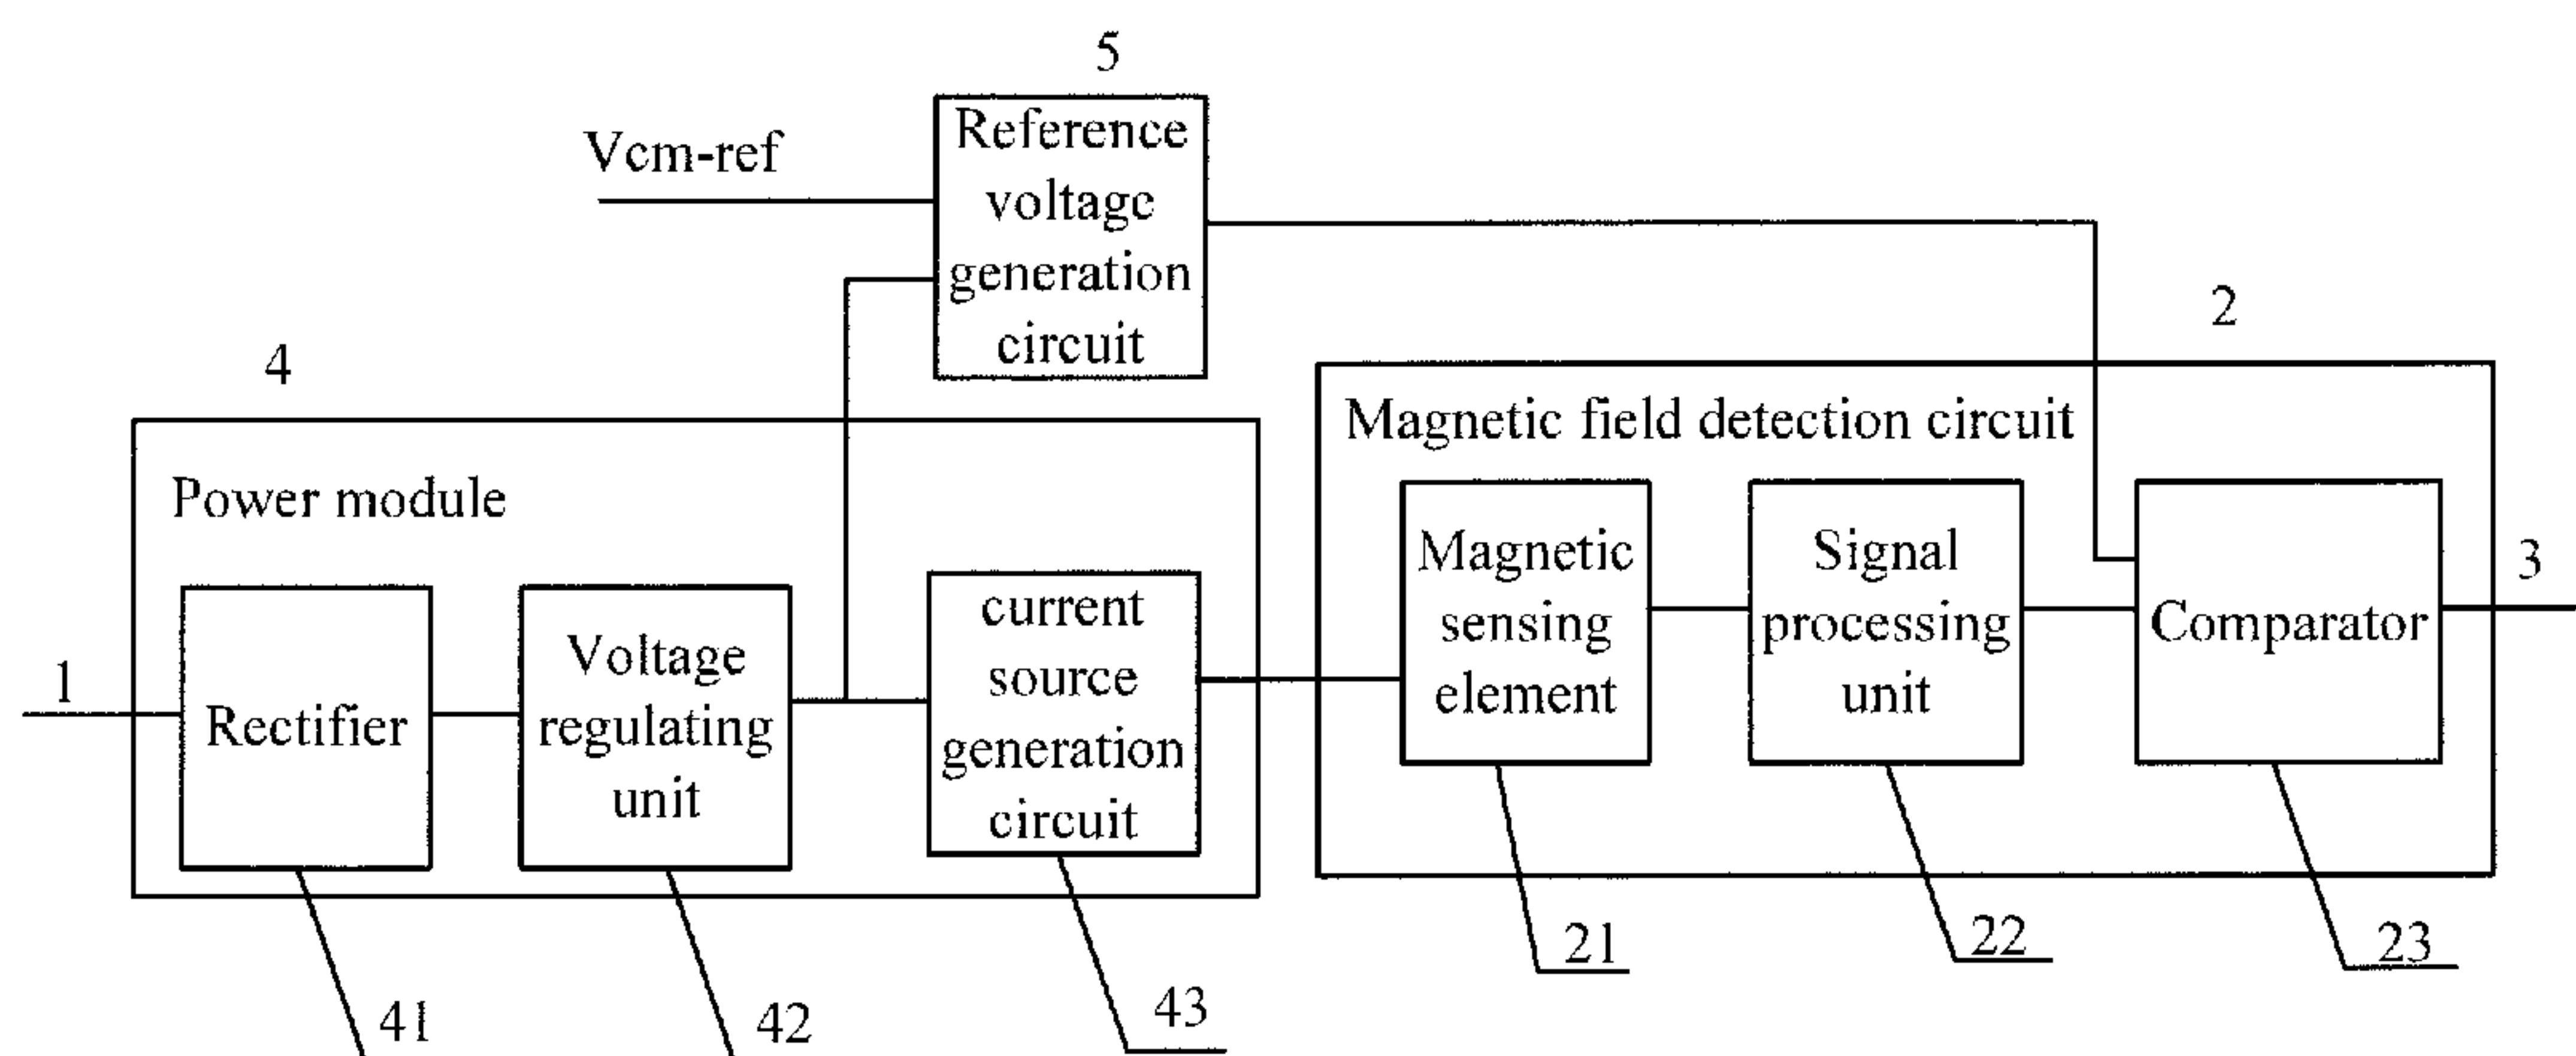 5
Vcm-ref
Reference
voltage
generation
circuit
2
4
Magnetic field detection circuit
Power module
1
Rectifier
Voltage
regulating
unit
current
source
generation
circuit
Magnetic
sensing
element
Signal
processing
unit
Comparator
3
21
22
23
41
42
43